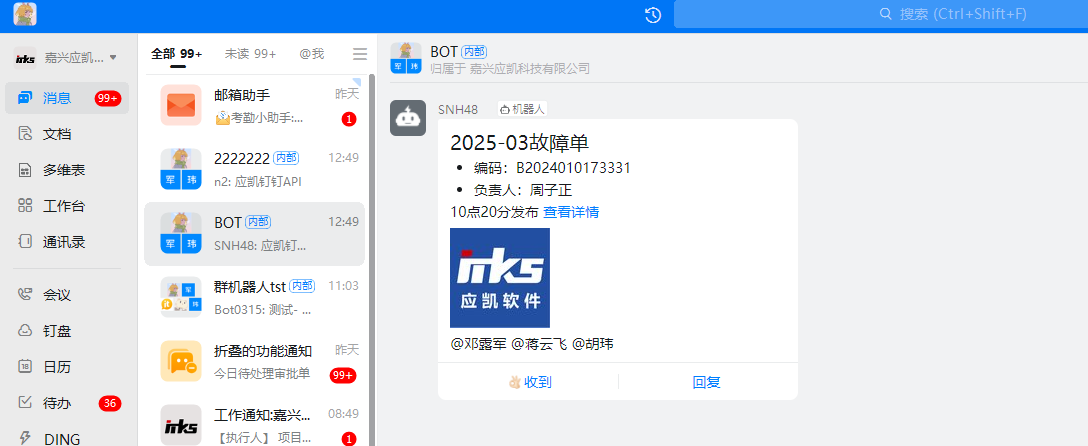 搜索 (Ctrl+Shift+F)
irks 嘉兴应凯...
消息 99+
文档
多维表
工作台
通讯录
会议
钉盘
18 日历
待办 36
DING
全部 99+ 未读 99+ @我
邮箱助手 昨天
考勤小助手:... 1
2222222 内部 12:49
n2: 应凯钉钉API
军 玮
BOT 内部 12:49
SNH48: 应凯钉...
军 玮
群机器人tst 内部 11:03
Bot0315: 测试- ...
军
折叠的功能通知 昨天
今日待处理审批单 99+
irks
工作通知:嘉兴... 08:49
【执行人】 项目... 1
BOT 内部
归属于 嘉兴应凯科技有限公司
军 玮
SNH48 机器人
2025-03故障单
编码：B2024010173331
负责人：周子正
10点20分发布 查看详情
irks
应凯软件
@邓露军 @蒋云飞 @胡玮
收到 回复